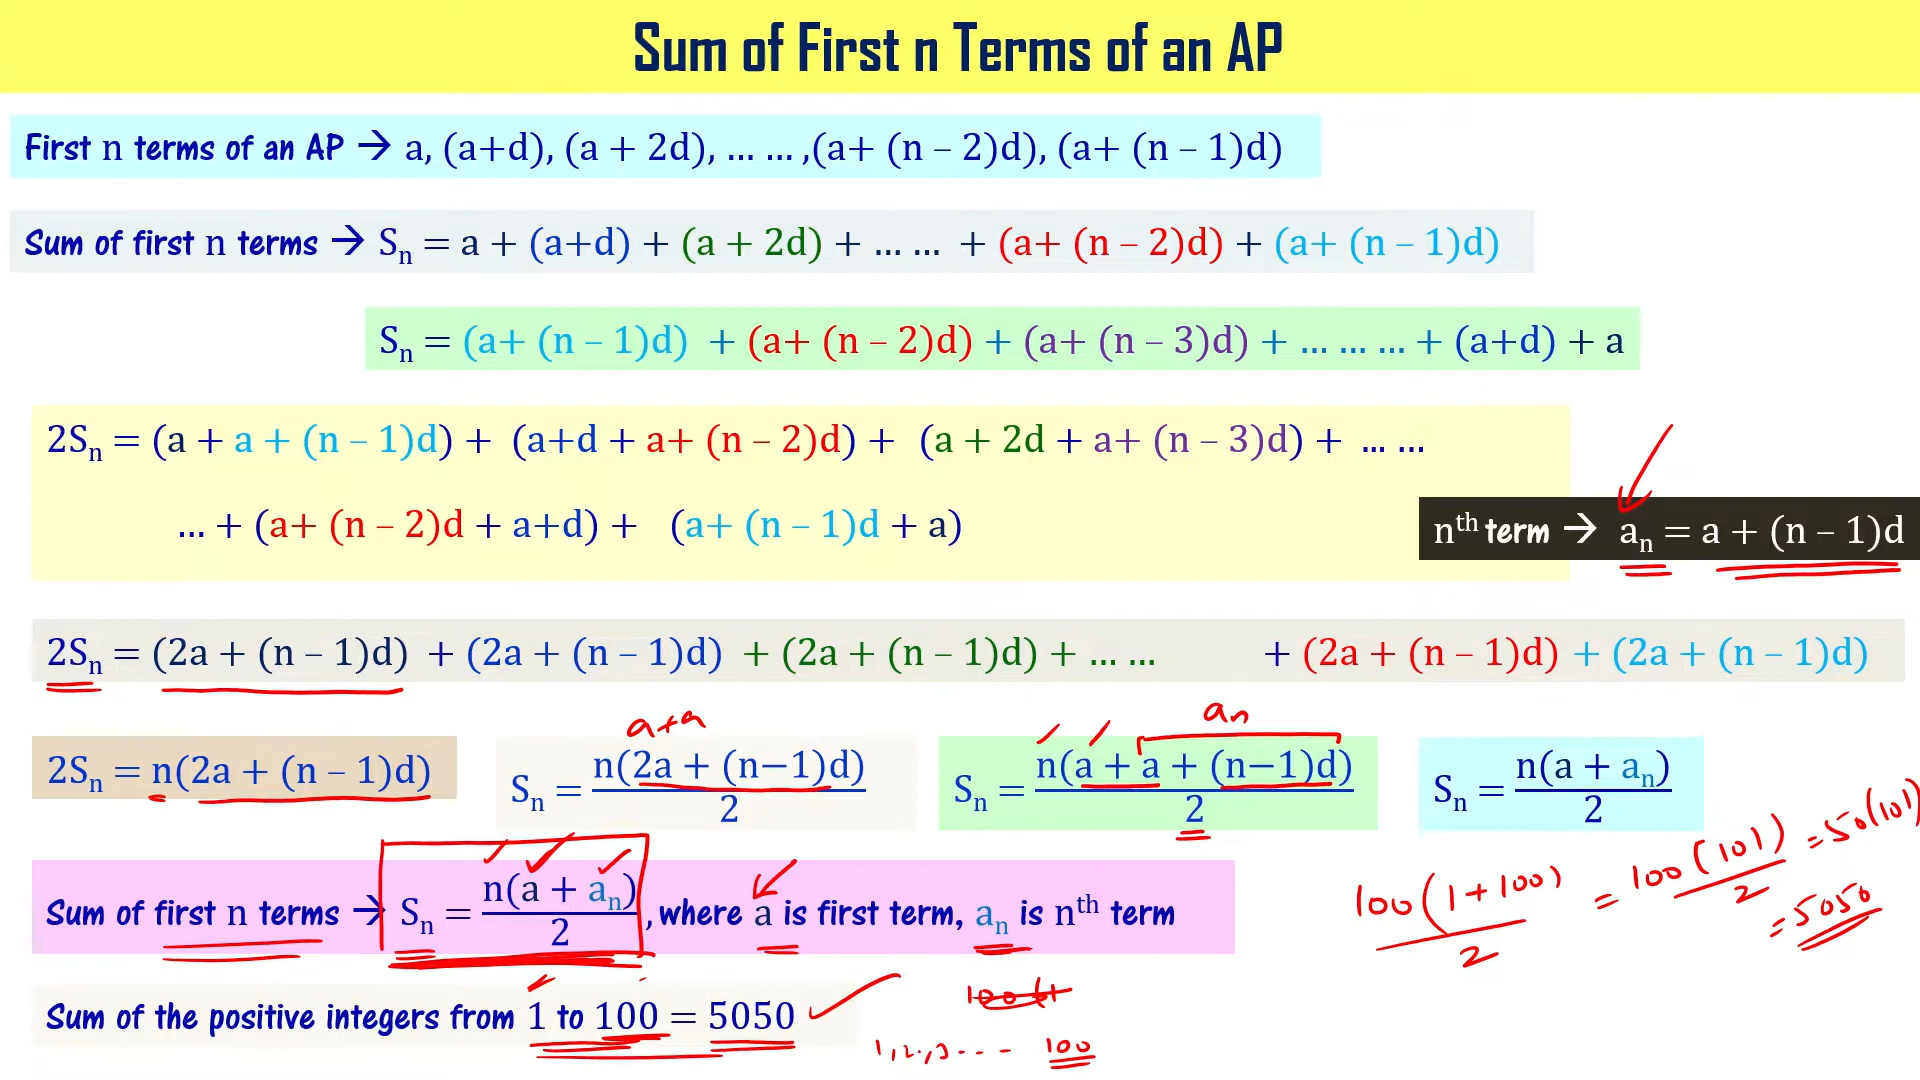 Sum of First n Terms of an AP
First n terms of an AP → a, (a+d), (a + 2d), ... ... ,(a+ (n – 2)d), (a+ (n – 1)d)
Sum of first n terms → Sₙ = a + (a+d) + (a + 2d) + ... ... + (a+ (n – 2)d) + (a+ (n – 1)d)
Sₙ = (a+ (n – 1)d) + (a+ (n – 2)d) + (a+ (n – 3)d) + ... ... ... + (a+d) + a
2Sₙ = (a + a + (n – 1)d) + (a+d + a+ (n – 2)d) + (a + 2d + a+ (n – 3)d) + ... ...
... + (a+ (n – 2)d + a+d) + (a+ (n – 1)d + a)
nᵗʰ term → aₙ = a + (n – 1)d
2Sₙ = (2a + (n – 1)d) + (2a + (n – 1)d) + (2a + (n – 1)d) + ... ... + (2a + (n – 1)d) + (2a + (n – 1)d)
a+a
aₙ
2Sₙ = n(2a + (n – 1)d)
Sₙ = n(2a + (n−1)d) / 2
Sₙ = n(a + a + (n−1)d) / 2
Sₙ = n(a + aₙ) / 2
Sum of first n terms → Sₙ = n(a + aₙ) / 2 , where a is first term, aₙ is nᵗʰ term
100(1+100) / 2 = 100(101) / 2 = 50(101)
= 5050
Sum of the positive integers from 1 to 100 = 5050
100(1
1,2,3--- 100